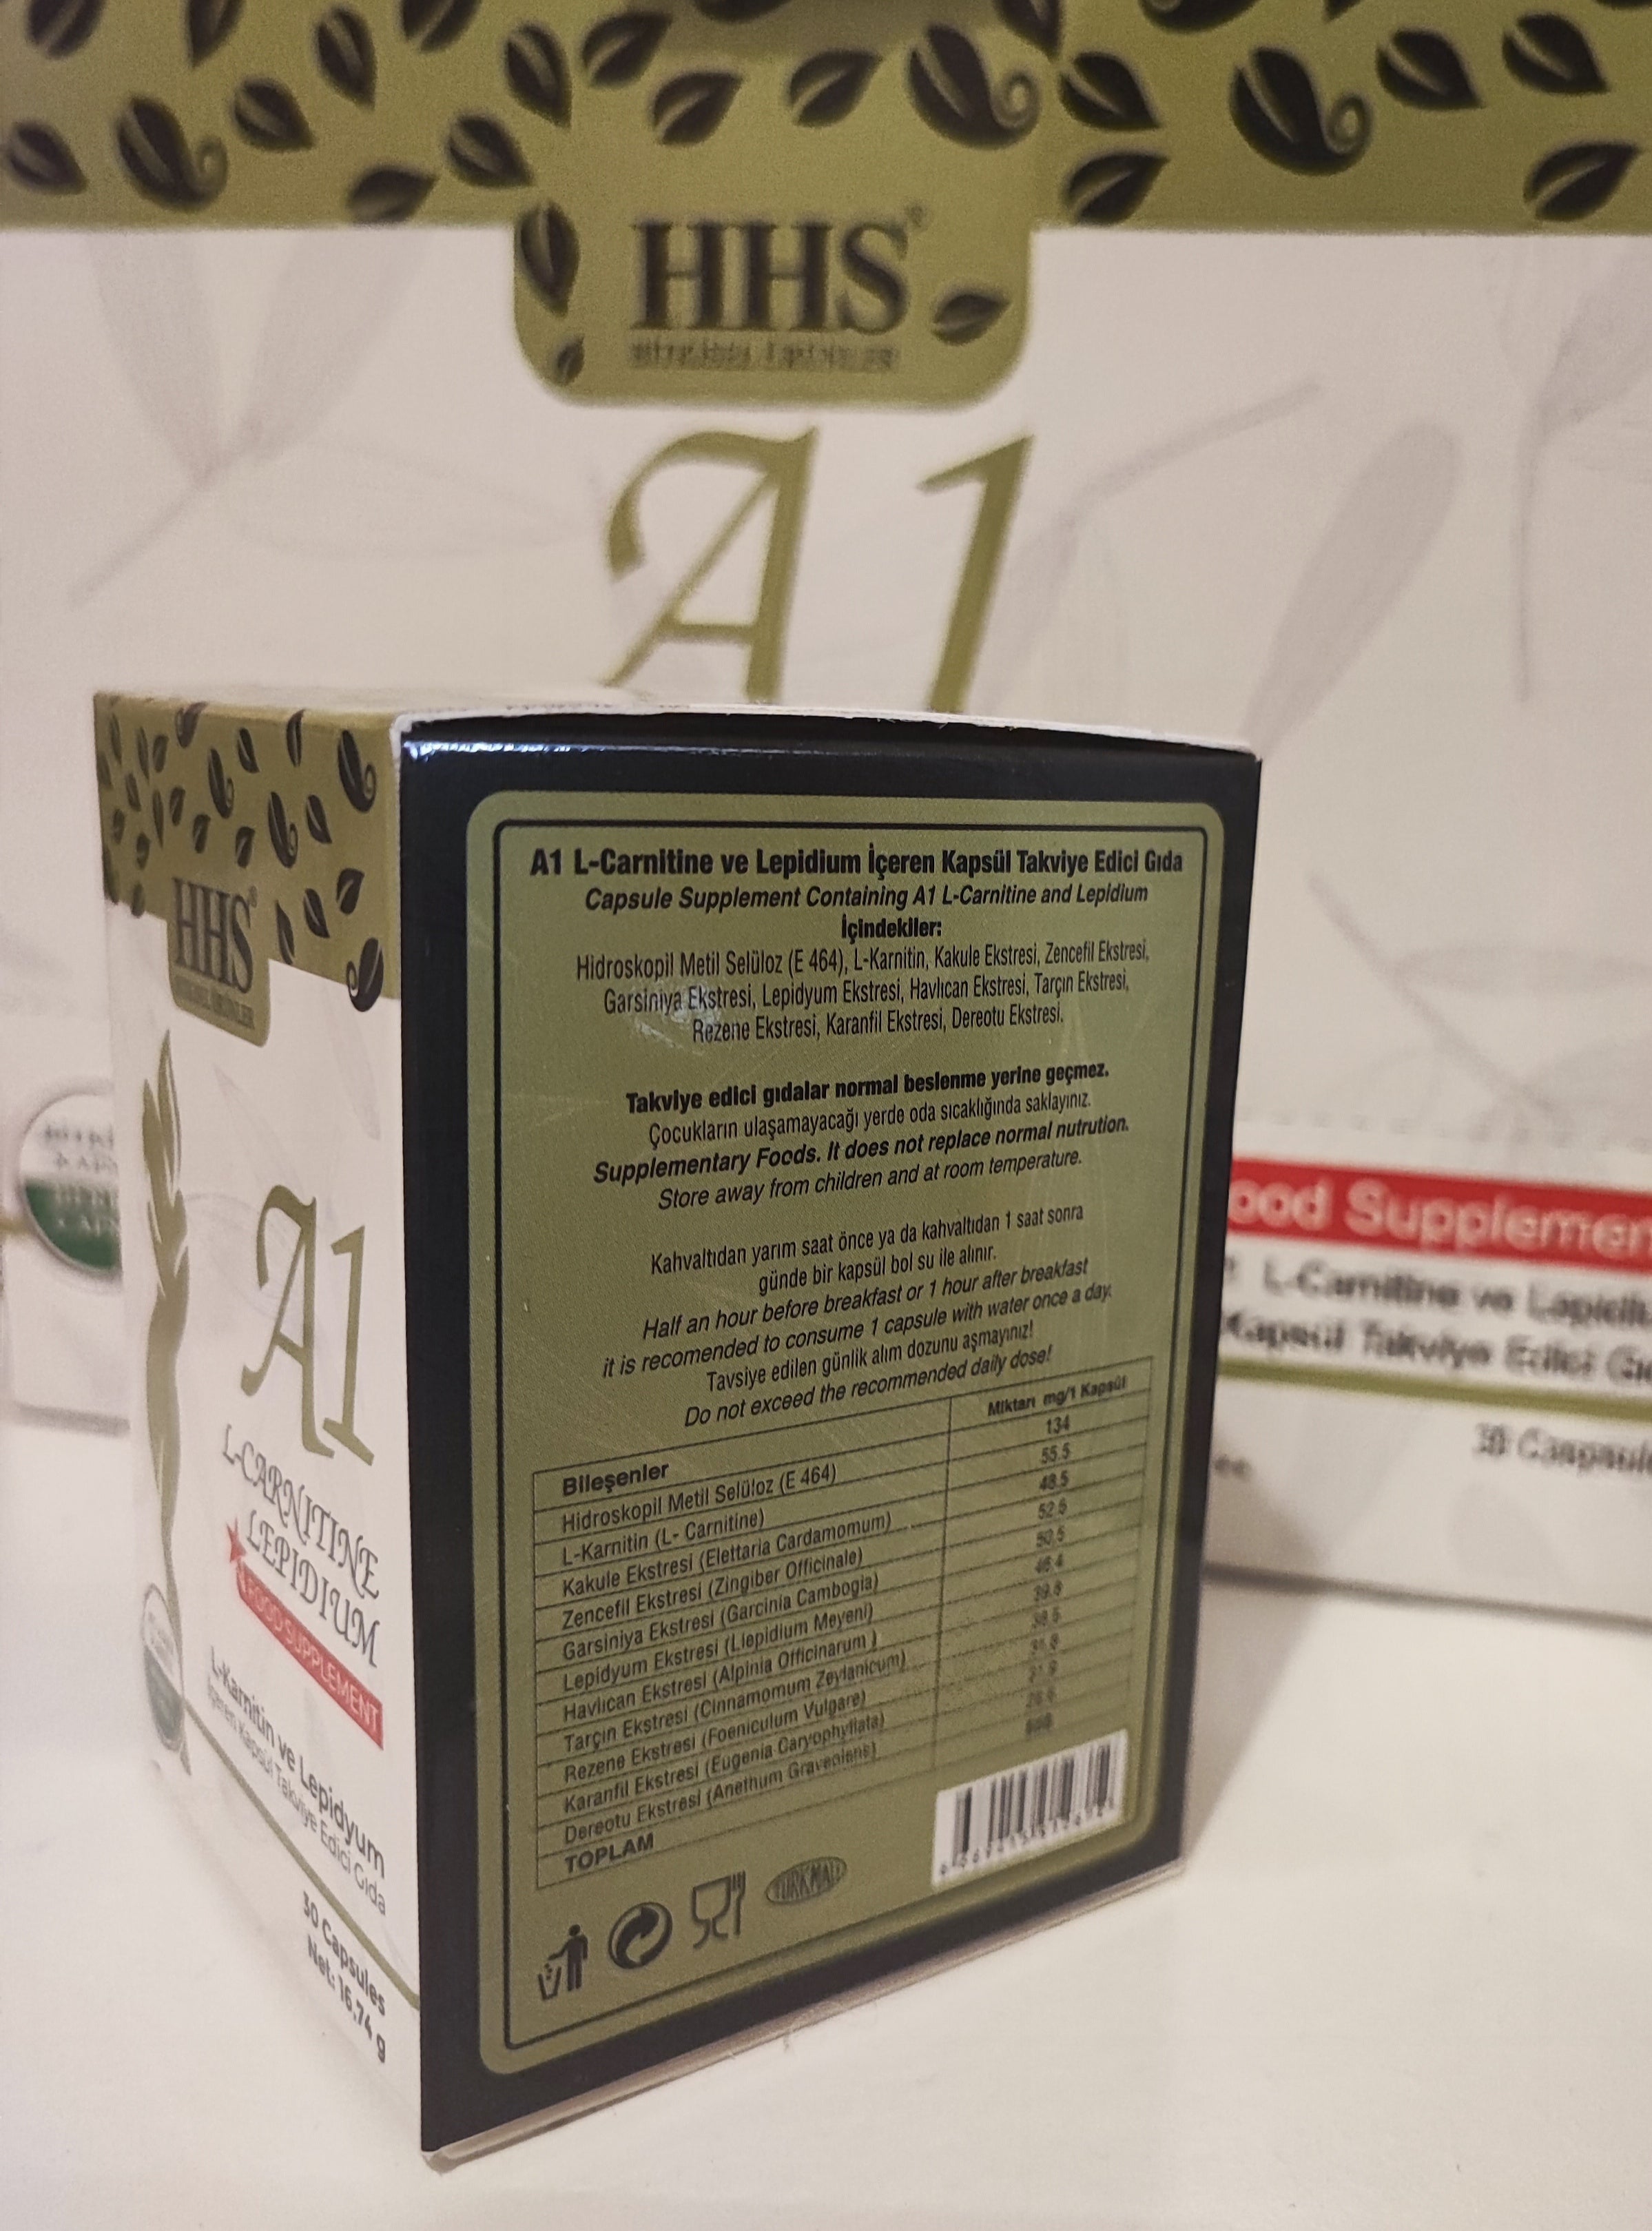 HHS
A1
HHS
A1
L-CARNITINE
LEPIDIUM
FOOD SUPPLEMENT
L-Karnitin ve Lepidyum
İçeren Kapsül Takviye Edici Gıda
30 Capsules
Net: 16.74 g
A1 L-Carnitine ve Lepidium İçeren Kapsül Takviye Edici Gıda
Capsule Supplement Containing A1 L-Carnitine and Lepidium
İçindekiler:
Hidroskopil Metil Selüloz (E 464), L-Karnitin, Kakule Ekstresi, Zencefil Ekstresi,
Garsiniya Ekstresi, Lepidyum Ekstresi, Havlıcan Ekstresi, Tarçın Ekstresi,
Rezene Ekstresi, Karanfil Ekstresi, Dereotu Ekstresi.
Takviye edici gıdalar normal beslenme yerine geçmez.
Çocukların ulaşamayacağı yerde oda sıcaklığında saklayınız.
Supplementary Foods. It does not replace normal nutrution.
Store away from children and at room temperature.
Kahvaltıdan yarım saat önce ya da kahvaltıdan 1 saat sonra
günde bir kapsül bol su ile alınır.
Half an hour before breakfast or 1 hour after breakfast
it is recomended to consume 1 capsule with water once a day.
Tavsiye edilen günlik alım dozunu aşmayınız!
Do not exceed the recommended daily dose!
Bileşenler Miktarı mg/1 Kapsül
Hidroskopil Metil Selüloz (E 464) 134
L-Karnitin (L- Carnitine) 55.5
Kakule Ekstresi (Elettaria Cardamomum) 48.5
Zencefil Ekstresi (Zingiber Officinale) 52.5
Garsiniya Ekstresi (Garcinia Cambogia) 50.5
Lepidyum Ekstresi (Liepidium Meyeni) 46.4
Havlıcan Ekstresi (Alpinia Officinarum ) 39.8
Tarçın Ekstresi (Cinnamomum Zeylanicum)
Rezene Ekstresi (Foeniculum Vulgare)
Karanfil Ekstresi (Eugenia Caryophyllata)
Dereotu Ekstresi (Anethum Graveolens)
TOPLAM
TÜRK MALI
ood Supplemen
L-Carnitine ve Lepidiu
Kapsül Takviye Edici Gı